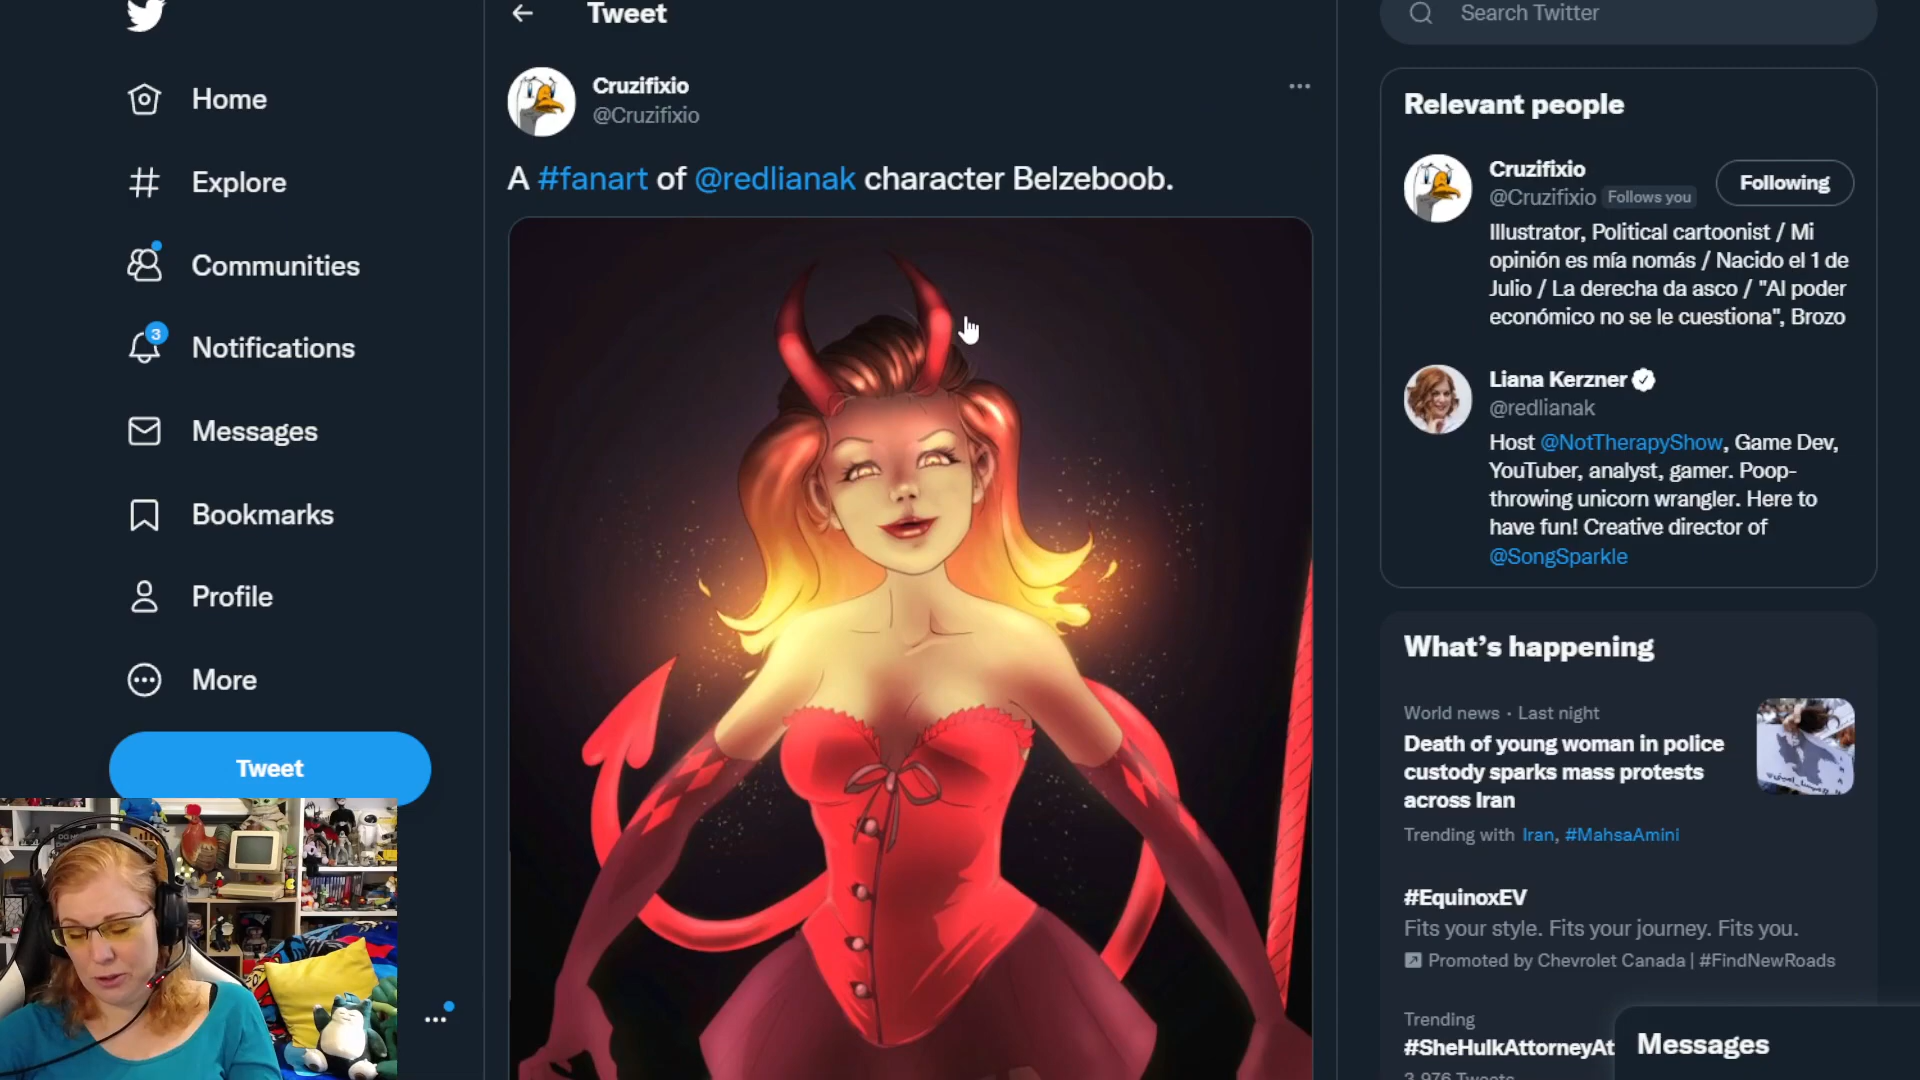 Home
Explore
Communities
3
Notifications
Messages
Bookmarks
Profile
More
Tweet
Tweet
Cruzifixio
@Cruzifixio
A #fanart of @redlianak character Belzeboob.
Search Twitter
Relevant people
Cruzifixio
@Cruzifixio Follows you
Following
Illustrator, Political cartoonist / Mi
opinión es mía nomás / Nacido el 1 de
Julio / La derecha da asco / "Al poder
económico no se le cuestiona", Brozo
Liana Kerzner
@redlianak
Host @NotTherapyShow, Game Dev,
YouTuber, analyst, gamer. Poop-
throwing unicorn wrangler. Here to
have fun! Creative director of
@SongSparkle
What's happening
World news · Last night
Death of young woman in police
custody sparks mass protests
across Iran
Trending with Iran, #MahsaAmini
#EquinoxEV
Fits your style. Fits your journey. Fits you.
Promoted by Chevrolet Canada | #FindNewRoads
Trending
#SheHulkAttorneyAt
3,976 Tweets
Messages